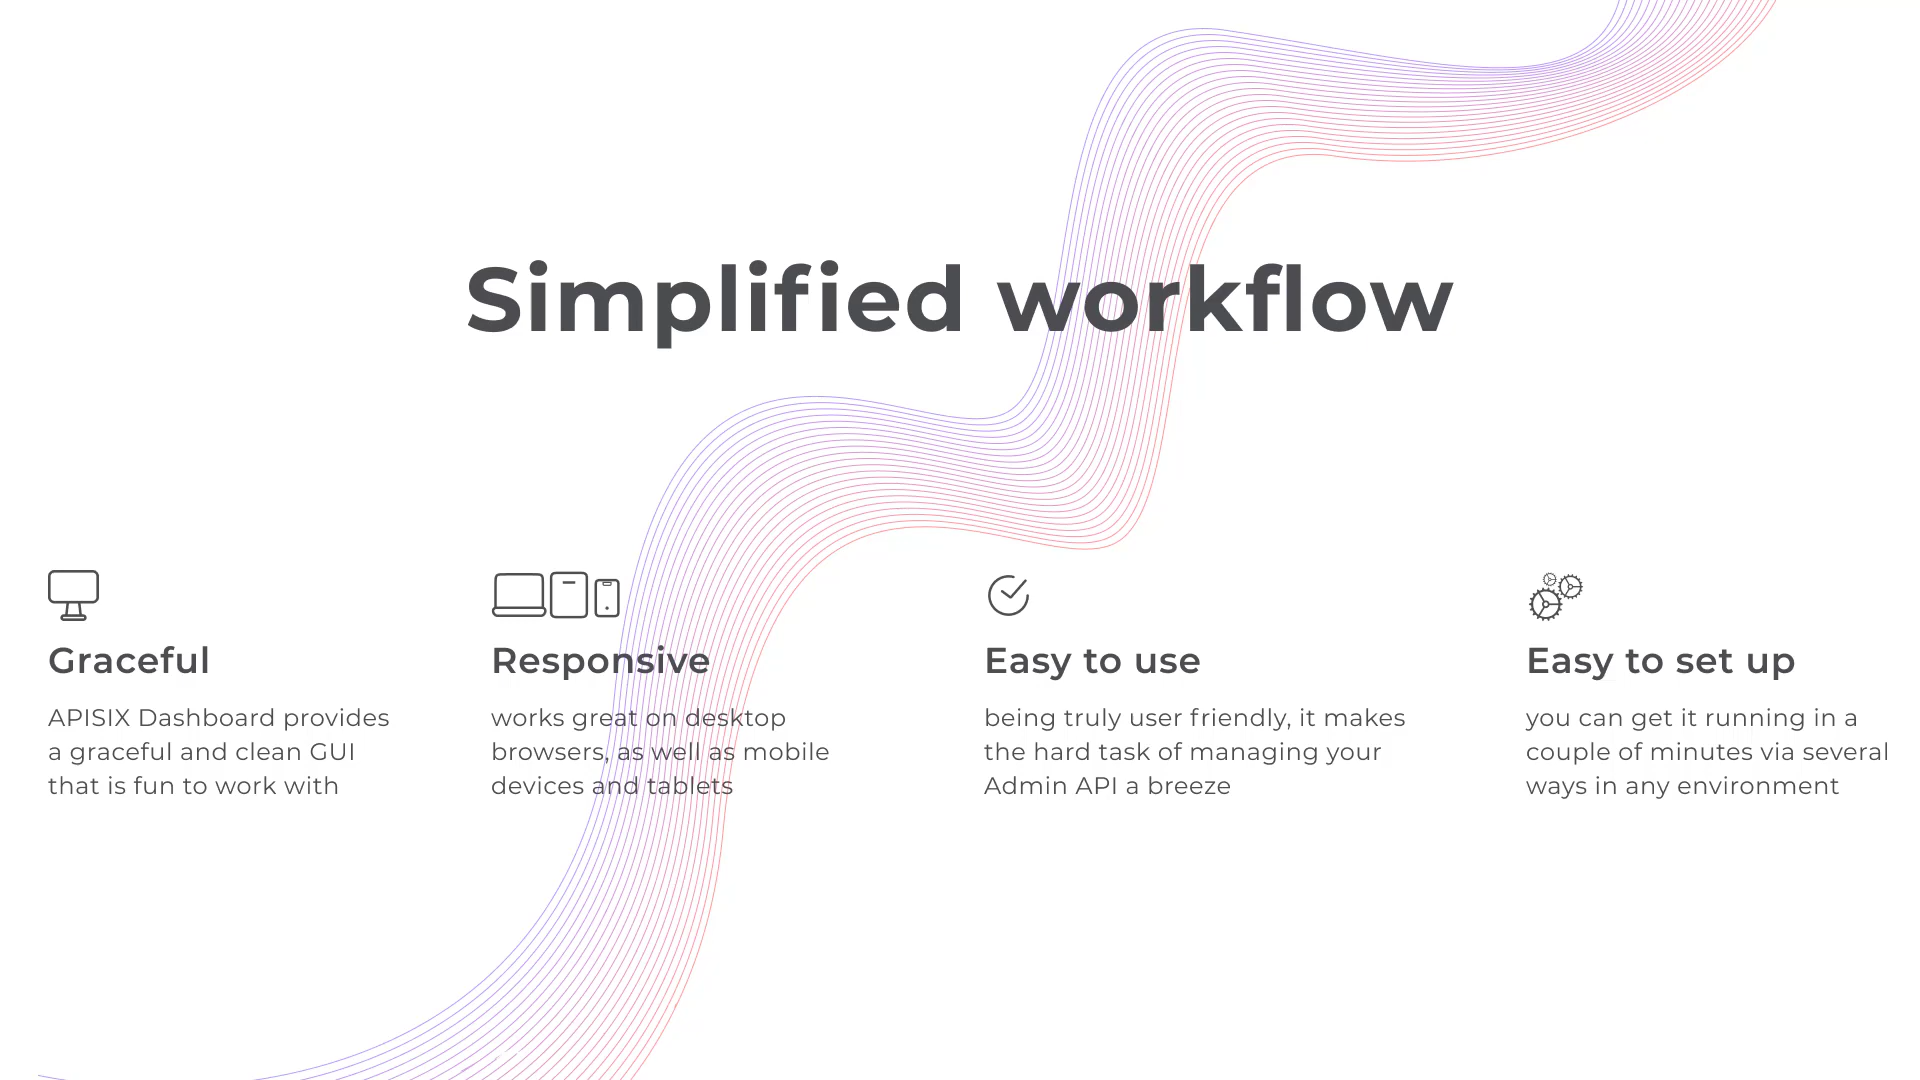 Simplified workflow
Graceful
APISIX Dashboard provides
a graceful and clean GUI
that is fun to work with
Responsive
works great on desktop
browsers, as well as mobile
devices and tablets
Easy to use
being truly user friendly, it makes
the hard task of managing your
Admin API a breeze
Easy to set up
you can get it running in a
couple of minutes via several
ways in any environment